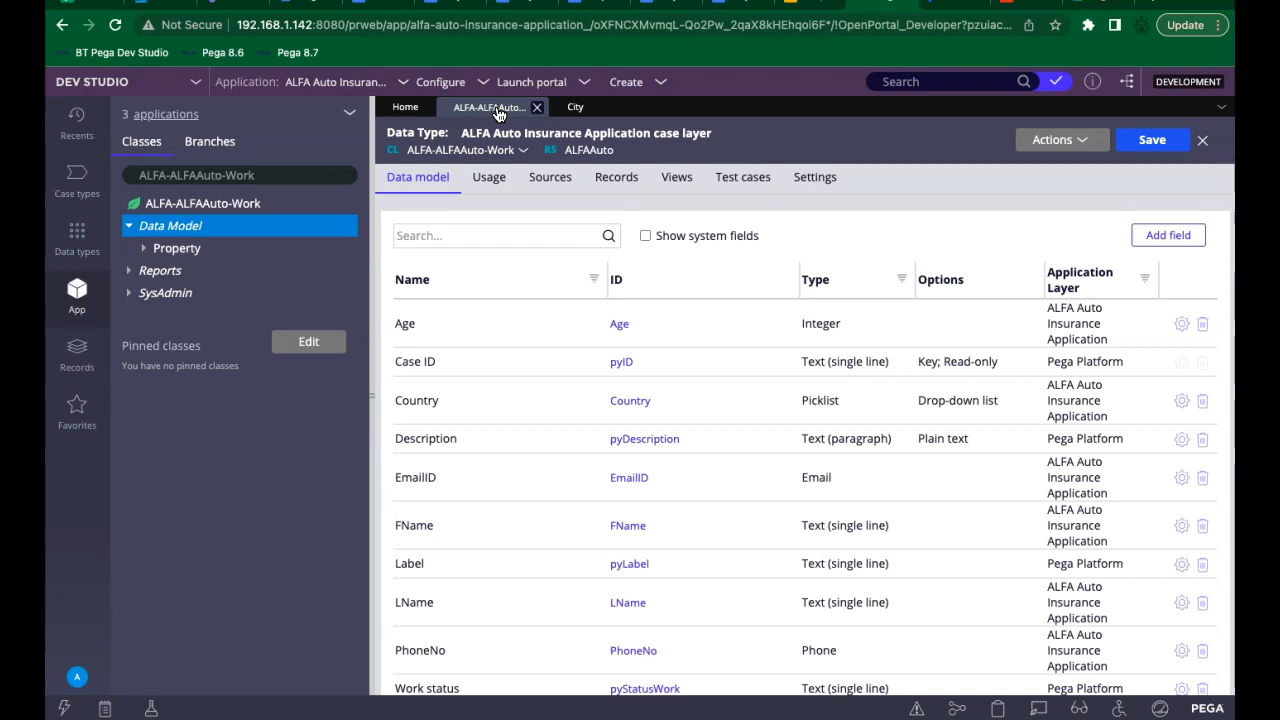 Not Secure 192.168.1.142:8080/prweb/app/alfa-auto-insurance-application_/oXFNCXMvmqL-Qo2Pw_2qaX8kHEhqoi6F*/!OpenPortal_Developer?pzuiac... Update
BT Pega Dev Studio Pega 8.6 Pega 8.7
DEV STUDIO Application: ALFA Auto Insuran... Configure Launch portal Create Search DEVELOPMENT
Recents
Case types
Data types
App
Records
Favorites
A
3 applications
Classes Branches
ALFA-ALFAAuto-Work
ALFA-ALFAAuto-Work
Data Model
Property
Reports
SysAdmin
Pinned classes Edit
You have no pinned classes
Home ALFA-ALFAAuto... City
Data Type: ALFA Auto Insurance Application case layer
CL ALFA-ALFAAuto-Work RS ALFAAuto
Actions Save
Data model Usage Sources Records Views Test cases Settings
Search... Show system fields Add field
Name ID Type Options Application Layer
Age Age Integer ALFA Auto Insurance Application
Case ID pyID Text (single line) Key; Read-only Pega Platform
Country Country Picklist Drop-down list ALFA Auto Insurance Application
Description pyDescription Text (paragraph) Plain text Pega Platform
EmailID EmailID Email ALFA Auto Insurance Application
FName FName Text (single line) ALFA Auto Insurance Application
Label pyLabel Text (single line) Pega Platform
LName LName Text (single line) ALFA Auto Insurance Application
PhoneNo PhoneNo Phone ALFA Auto Insurance Application
Work status pyStatusWork Text (single line) Pega Platform
PEGA